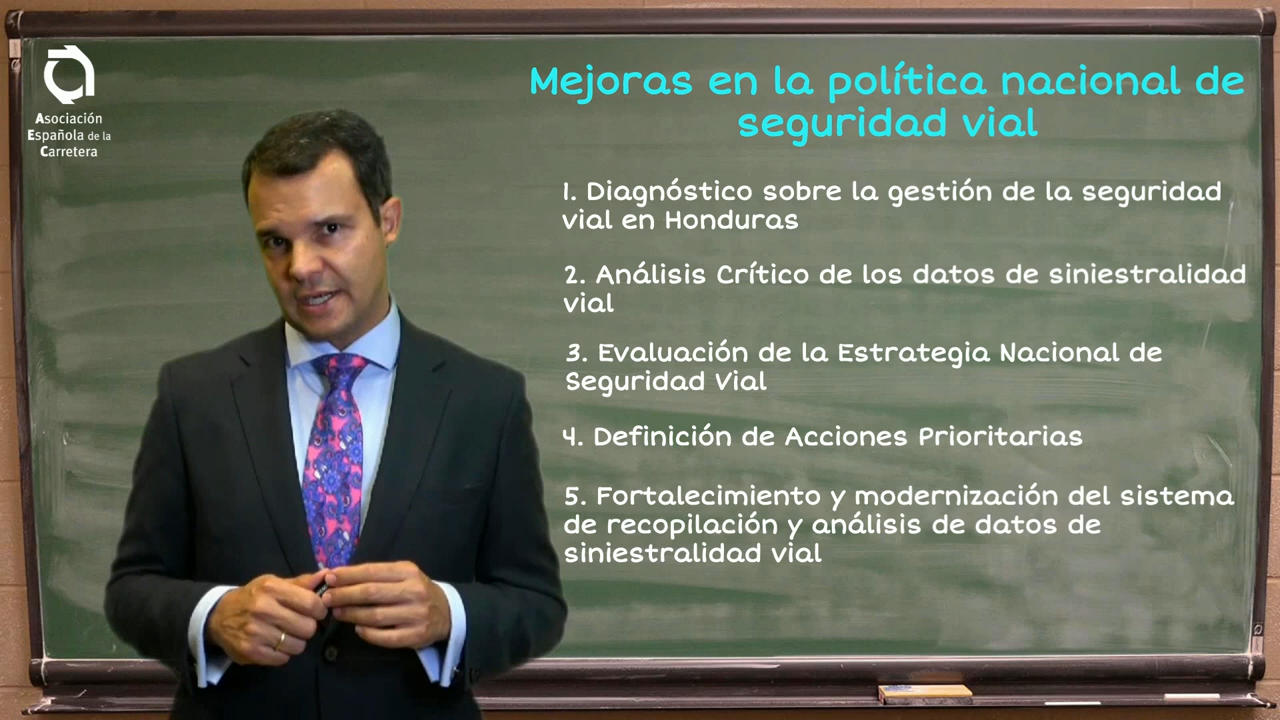 Asociación
Española de la
Carretera
Mejoras en la política nacional de
seguridad vial
1. Diagnóstico sobre la gestión de la seguridad
vial en Honduras
2. Análisis Crítico de los datos de siniestralidad
vial
3. Evaluación de la Estrategia Nacional de
Seguridad Vial
4. Definición de Acciones Prioritarias
5. Fortalecimiento y modernización del sistema
de recopilación y análisis de datos de
siniestralidad vial